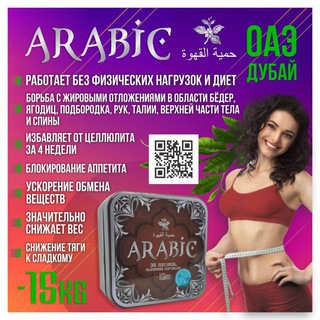 ARABIC
حمية القهوة
ОАЭ
ДУБАЙ
РАБОТАЕТ БЕЗ ФИЗИЧЕСКИХ НАГРУЗОК И ДИЕТ
БОРЬБА С ЖИРОВЫМИ ОТЛОЖЕНИЯМИ В ОБЛАСТИ БЁДЕР,
ЯГОДИЦ, ПОДБОРОДКА, РУК, ТАЛИИ, ВЕРХНЕЙ ЧАСТИ ТЕЛА
И СПИНЫ
ИЗБАВЛЯЕТ ОТ ЦЕЛЛЮЛИТА
ЗА 4 НЕДЕЛИ
БЛОКИРОВАНИЕ АППЕТИТА
УСКОРЕНИЕ ОБМЕНА
ВЕЩЕСТВ
ЗНАЧИТЕЛЬНО
СНИЖАЕТ ВЕС
СНИЖЕНИЕ ТЯГИ
К СЛАДКОМУ
-15KG
حمية القهوة
ARABIC